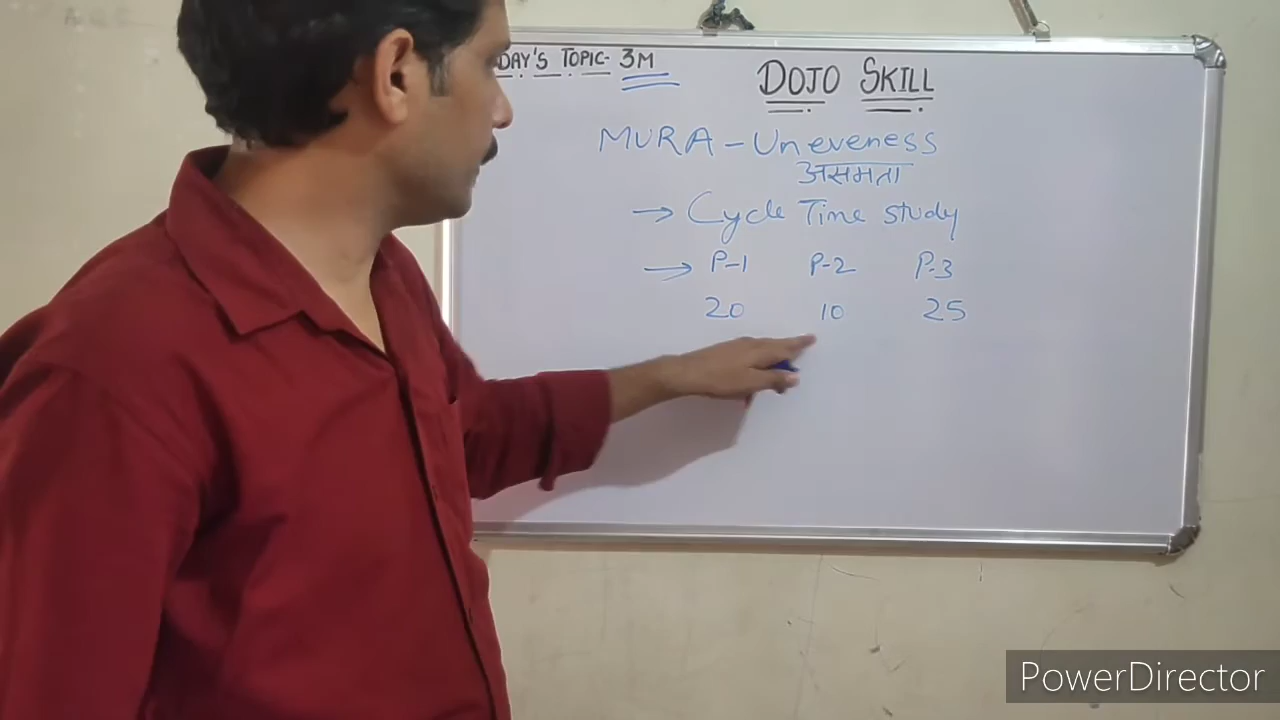 DAY'S TOPIC- 3M
DOJO SKILL
MURA - Uneveness
असमता
→ Cycle Time study
→ P-1 P-2 P-3
20 10 25
PowerDirector